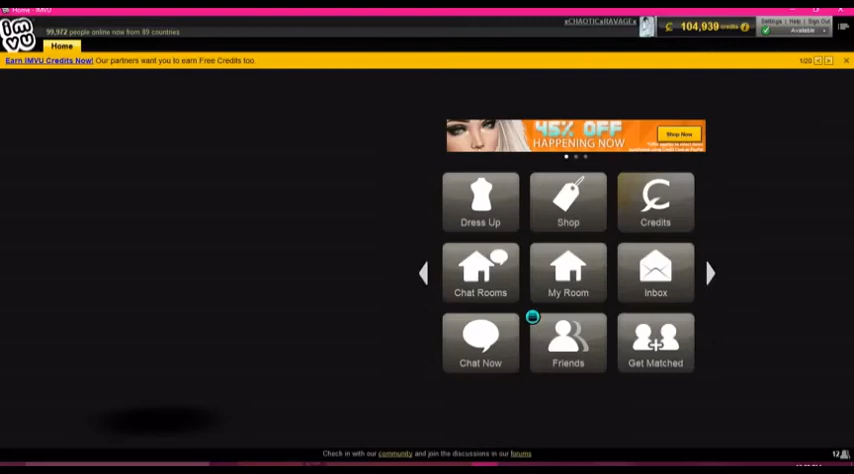 Home - IMVU
imvu
99,972 people online now from 89 countries
xCHAOTICxRAVAGEx
104,939 credits
Settings | Help | Sign Out
Available
Home
Earn IMVU Credits Now! Our partners want you to earn Free Credits too.
1/20 < >
45% OFF
HAPPENING NOW
Shop Now
Dress Up
Shop
Credits
Chat Rooms
My Room
Inbox
Chat Now
Friends
Get Matched
Check in with our community and join the discussions in our forums
12